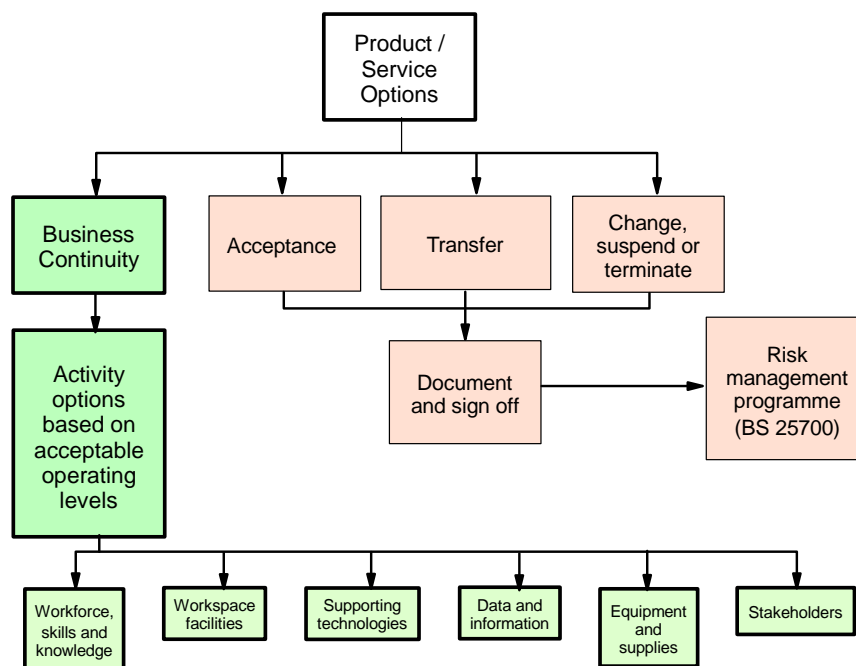 Product /
Service
Options
Business
Continuity
Acceptance
Transfer
Change,
suspend or
terminate
Activity
options
based on
acceptable
operating
levels
Document
and sign off
Risk
management
programme
(BS 25700)
Workforce,
skills and
knowledge
Workspace
facilities
Supporting
technologies
Data and
information
Equipment
and
supplies
Stakeholders